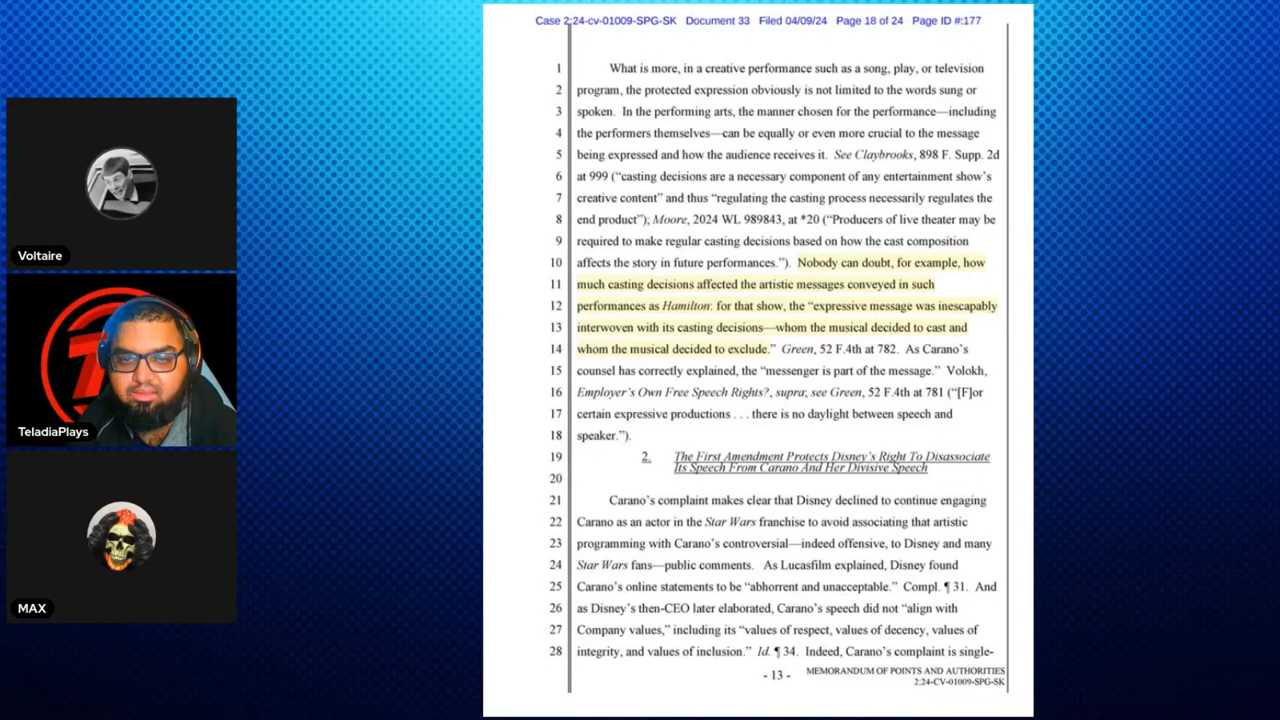 Case 2:24-cv-01009-SPG-SK Document 33 Filed 04/09/24 Page 18 of 24 Page ID #:177
1 What is more, in a creative performance such as a song, play, or television
2 program, the protected expression obviously is not limited to the words sung or
3 spoken. In the performing arts, the manner chosen for the performance—including
4 the performers themselves—can be equally or even more crucial to the message
5 being expressed and how the audience receives it. See Claybrooks, 898 F. Supp. 2d
6 at 999 (“casting decisions are a necessary component of any entertainment show’s
7 creative content” and thus “regulating the casting process necessarily regulates the
8 end product”); Moore, 2024 WL 989843, at *20 (“Producers of live theater may be
9 required to make regular casting decisions based on how the cast composition
10 affects the story in future performances.”). Nobody can doubt, for example, how
11 much casting decisions affected the artistic messages conveyed in such
12 performances as Hamilton: for that show, the “expressive message was inescapably
13 interwoven with its casting decisions—whom the musical decided to cast and
14 whom the musical decided to exclude.” Green, 52 F.4th at 782. As Carano’s
15 counsel has correctly explained, the “messenger is part of the message.” Volokh,
16 Employer’s Own Free Speech Rights?, supra; see Green, 52 F.4th at 781 (“[F]or
17 certain expressive productions . . . there is no daylight between speech and
18 speaker.”).
19 2. The First Amendment Protects Disney’s Right To Disassociate
Its Speech From Carano And Her Divisive Speech
20
21 Carano’s complaint makes clear that Disney declined to continue engaging
22 Carano as an actor in the Star Wars franchise to avoid associating that artistic
23 programming with Carano’s controversial—indeed offensive, to Disney and many
24 Star Wars fans—public comments. As Lucasfilm explained, Disney found
25 Carano’s online statements to be “abhorrent and unacceptable.” Compl. ¶ 31. And
26 as Disney’s then-CEO later elaborated, Carano’s speech did not “align with
27 Company values,” including its “values of respect, values of decency, values of
28 integrity, and values of inclusion.” Id. ¶ 34. Indeed, Carano’s complaint is single-
- 13 -
MEMORANDUM OF POINTS AND AUTHORITIES
2:24-CV-01009-SPG-SK
Voltaire
TeladiaPlays
MAX